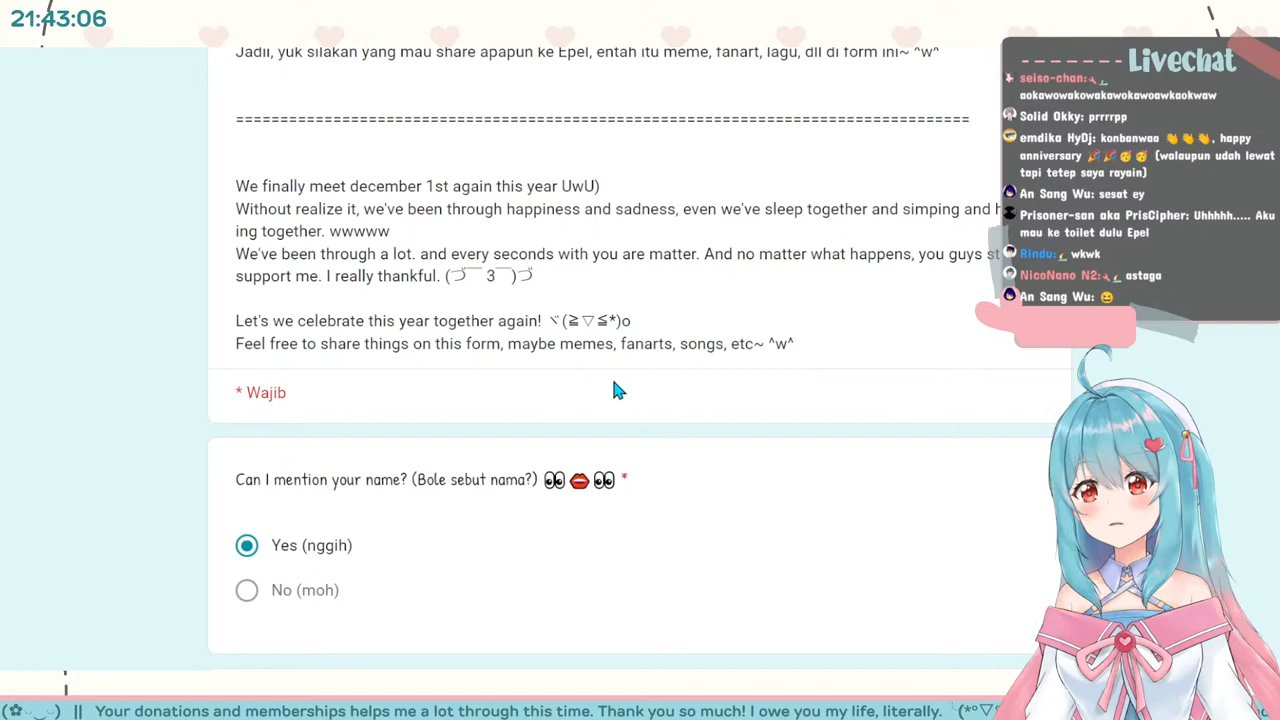 21:43:06
Jadii, yuk silakan yang mau share apapun ke Epel, entah itu meme, fanart, lagu, dll di form ini~ ^w^
===================================================================================
We finally meet december 1st again this year UwU)
Without realize it, we've been through happiness and sadness, even we've sleep together and simping and h
ing together. wwwww
We've been through a lot. and every seconds with you are matter. And no matter what happens, you guys st
support me. I really thankful. (づ￣ 3￣)づ
Let's we celebrate this year together again! ヾ(≧▽≦*)o
Feel free to share things on this form, maybe memes, fanarts, songs, etc~ ^w^
* Wajib
Can I mention your name? (Bole sebut nama?) 👀👄👀 *
Yes (nggih)
No (moh)
------- Livechat
seiso-chan:
aokawowakowakawokawoawkaokwaw
Solid Okky: prrrrpp
emdika HyDj: konbanwaa 👏👏👏, happy
anniversary 🎉🎉🥳🥳 (walaupun udah lewat
tapi tetep saya rayain)
An Sang Wu: sesat ey
Prisoner-san aka PrisCipher: Uhhhhh..... Aku
mau ke toilet dulu Epel
Rindu: wkwk
NicoNano N2: astaga
An Sang Wu: 😆
|| Your donations and memberships helps me a lot through this time. Thank you so much! I owe you my life, literally.